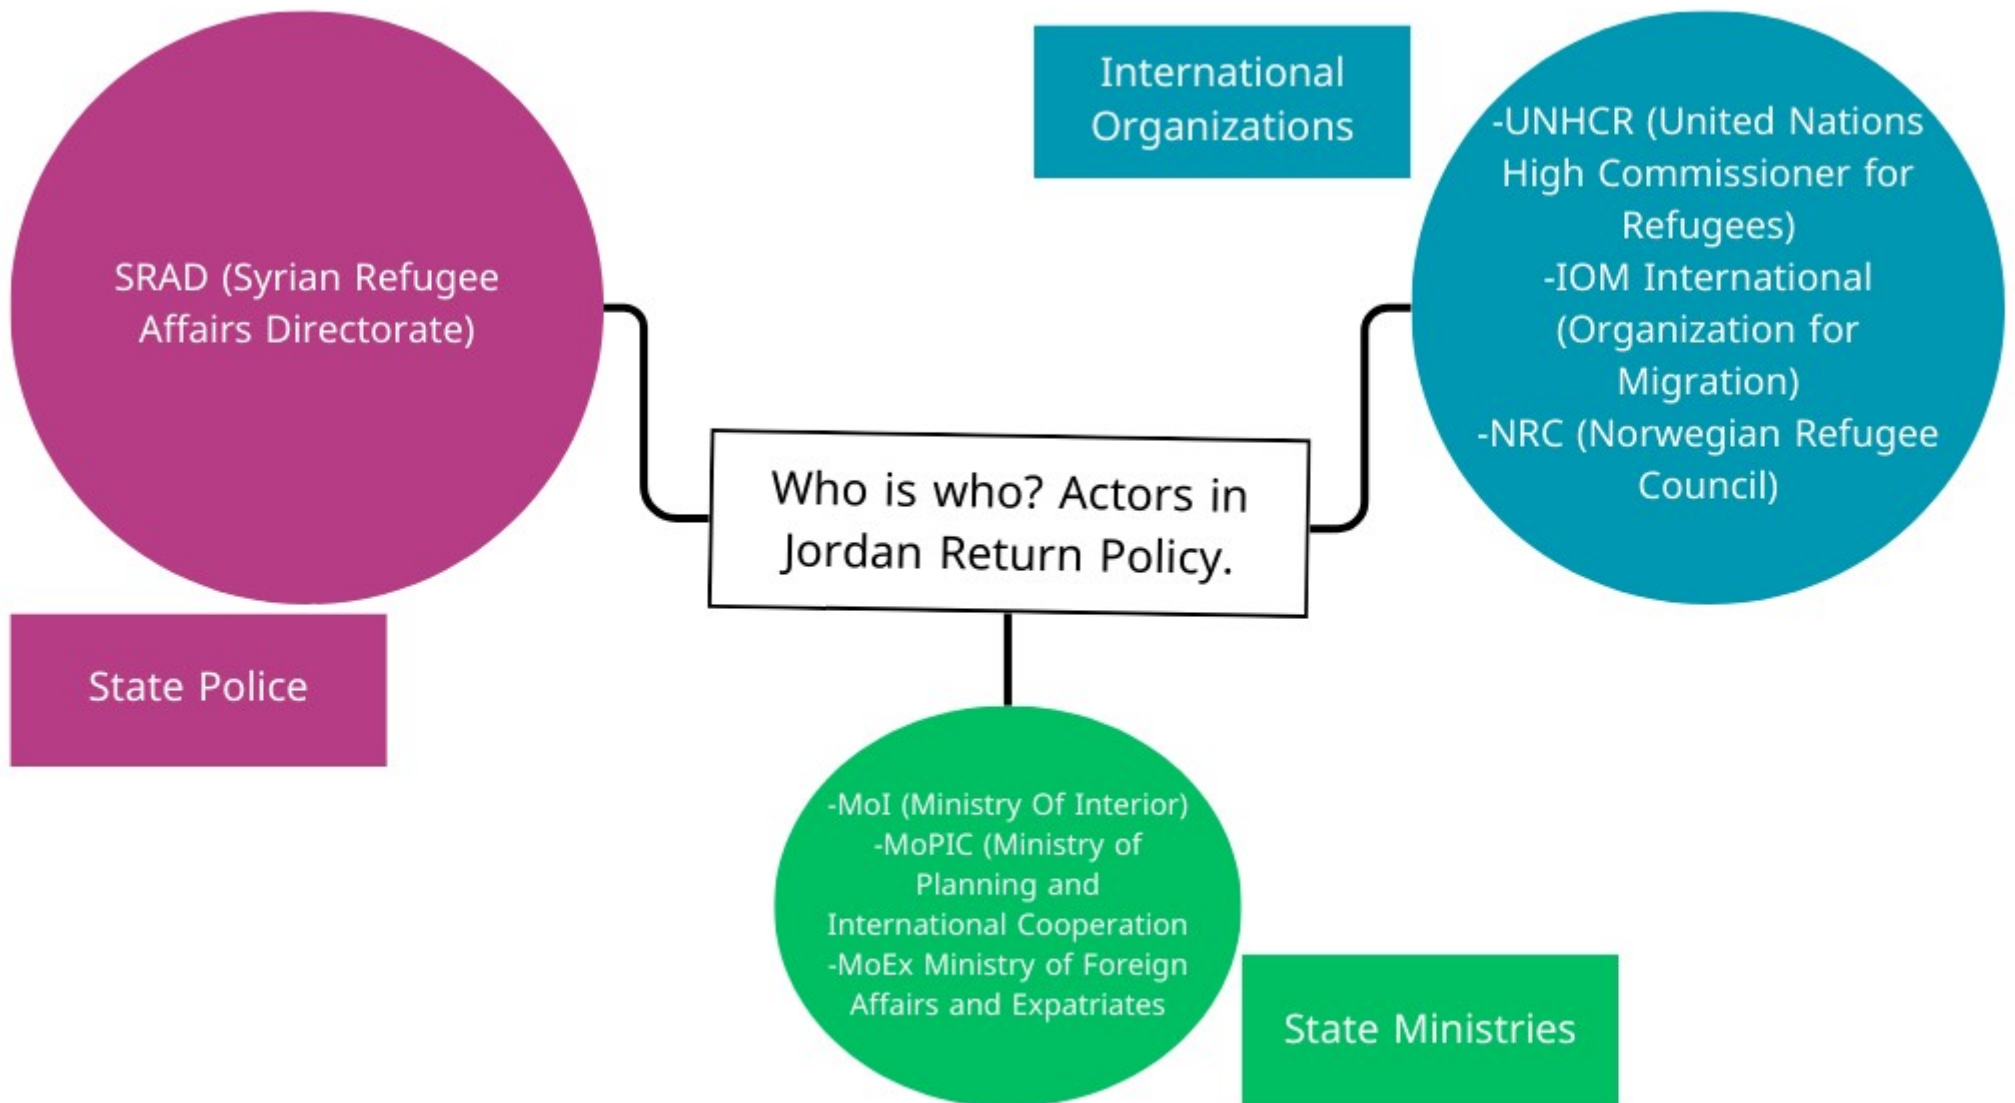 International
Organizations
-UNHCR (United Nations
High Commissioner for
Refugees)
-IOM International
(Organization for
Migration)
-NRC (Norwegian Refugee
Council)
SRAD (Syrian Refugee
Affairs Directorate)
State Police
Who is who? Actors in
Jordan Return Policy.
-MoI (Ministry Of Interior)
-MoPIC (Ministry of
Planning and
International Cooperation
-MoEx Ministry of Foreign
Affairs and Expatriates
State Ministries